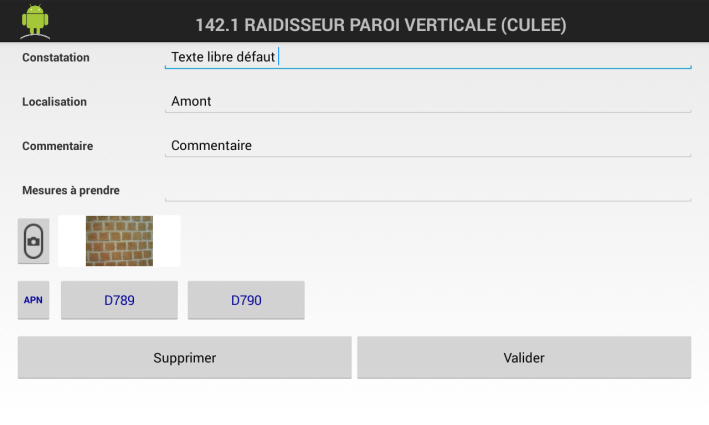 142.1 RAIDISSEUR PAROI VERTICALE (CULEE)
Constatation Texte libre défaut
Localisation Amont
Commentaire Commentaire
Mesures à prendre
APN D789 D790
Supprimer Valider